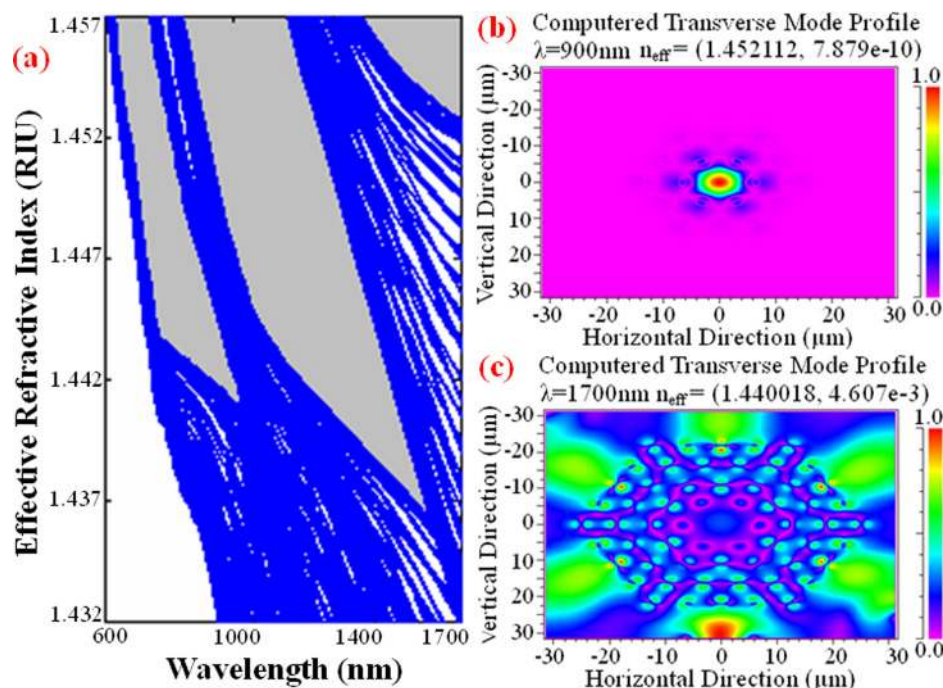 (a)
Effective Refractive Index (RIU)
1.457
1.452
1.447
1.442
1.437
1.432
600
1000
1400
1700
Wavelength (nm)
(b)
Computered Transverse Mode Profile
λ=900nm neff= (1.452112, 7.879e-10)
Vertical Direction (µm)
-30
-20
-10
0
10
20
30
-30 -20 -10 0 10 20 30
Horizontal Direction (µm)
1.0
0.0
(c)
Computered Transverse Mode Profile
λ=1700nm neff= (1.440018, 4.607e-3)
Vertical Direction (µm)
-30
-20
-10
0
10
20
30
-30 -20 -10 0 10 20 30
Horizontal Direction (µm)
1.0
0.0